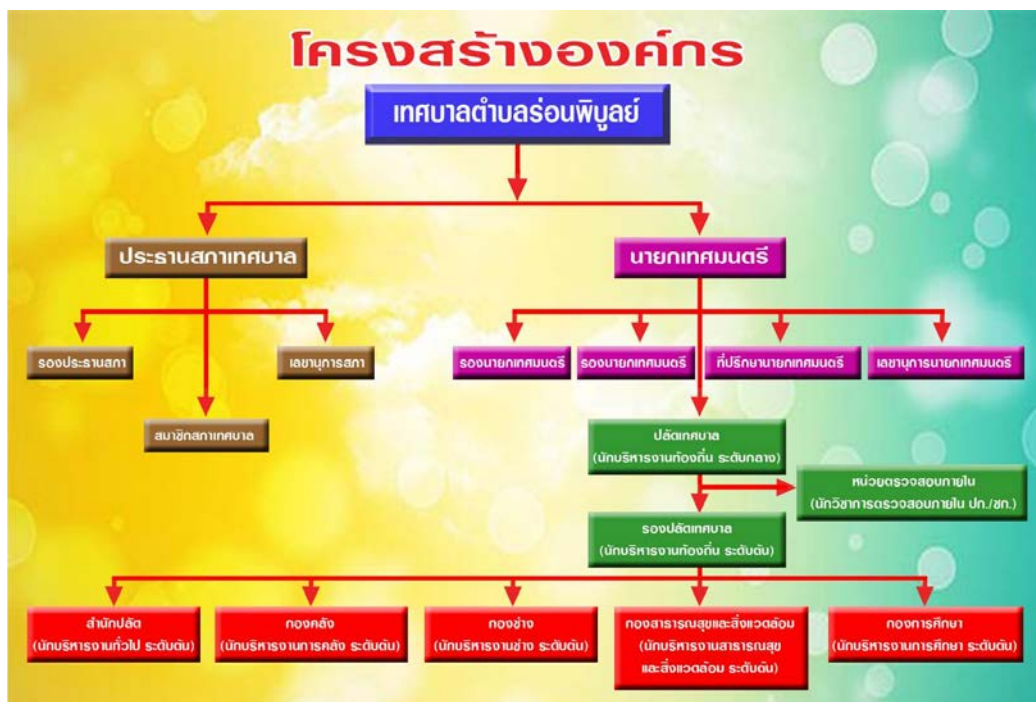 โครงสร้างองค์กร
เทศบาลตำบลร่อนพิบูลย์
ประธานสภาเทศบาล
นายกเทศมนตรี
รองประธานสภา
เลขานุการสภา
รองนายกเทศมนตรี
รองนายกเทศมนตรี
ที่ปรึกษานายกเทศมนตรี
เลขานุการนายกเทศมนตรี
สมาชิกสภาเทศบาล
ปลัดเทศบาล
(นักบริหารงานท้องถิ่น ระดับกลาง)
หน่วยตรวจสอบภายใน
(นักวิชาการตรวจสอบภายใน ปก./ชก.)
รองปลัดเทศบาล
(นักบริหารงานท้องถิ่น ระดับต้น)
สำนักปลัด
(นักบริหารงานทั่วไป ระดับต้น)
กองคลัง
(นักบริหารงานการคลัง ระดับต้น)
กองช่าง
(นักบริหารงานช่าง ระดับต้น)
กองสาธารณสุขและสิ่งแวดล้อม
(นักบริหารงานสาธารณสุข
และสิ่งแวดล้อม ระดับต้น)
กองการศึกษา
(นักบริหารงานการศึกษา ระดับต้น)